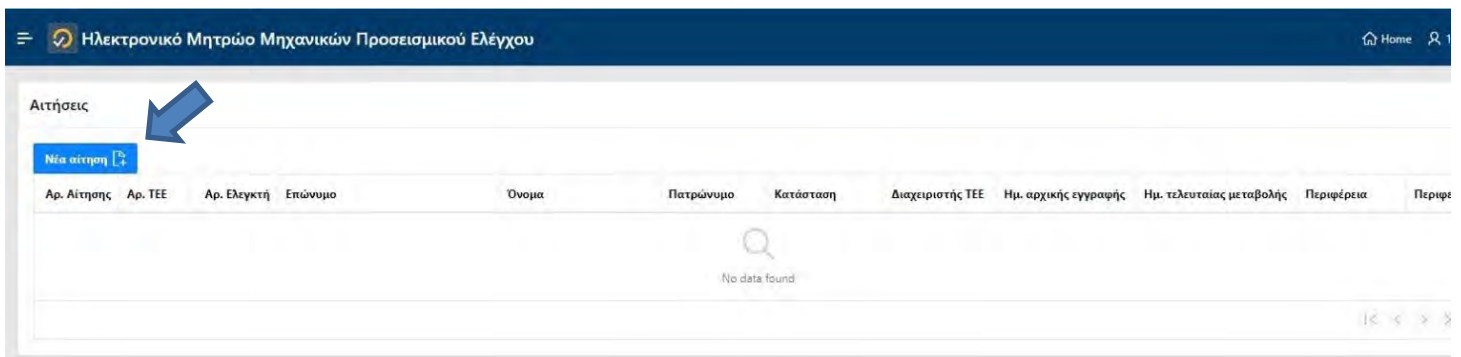 Ηλεκτρονικό Μητρώο Μηχανικών Προσεισμικού Ελέγχου Home
Αιτήσεις
Νέα αίτηση
Αρ. Αίτησης Αρ. ΤΕΕ Αρ. Ελεγκτή Επώνυμο Όνομα Πατρώνυμο Κατάσταση Διαχειριστής ΤΕΕ Ημ. αρχικής εγγραφής Ημ. τελευταίας μεταβολής Περιφέρεια Περιφε
No data found